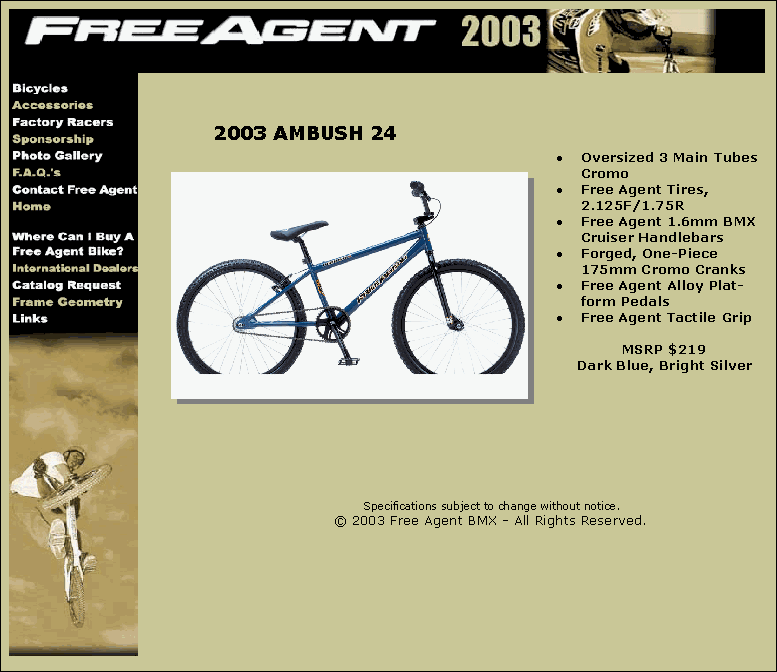 FREE AGENT 2003
Bicycles
Accessories
Factory Racers
Sponsorship
Photo Gallery
F.A.Q.'s
Contact Free Agent
Home
Where Can I Buy A
Free Agent Bike?
International Dealers
Catalog Request
Frame Geometry
Links
2003 AMBUSH 24
FREEAGENT
• Oversized 3 Main Tubes
Cromo
• Free Agent Tires,
2.125F/1.75R
• Free Agent 1.6mm BMX
Cruiser Handlebars
• Forged, One-Piece
175mm Cromo Cranks
• Free Agent Alloy Plat-
form Pedals
• Free Agent Tactile Grip
MSRP $219
Dark Blue, Bright Silver
Specifications subject to change without notice.
© 2003 Free Agent BMX - All Rights Reserved.